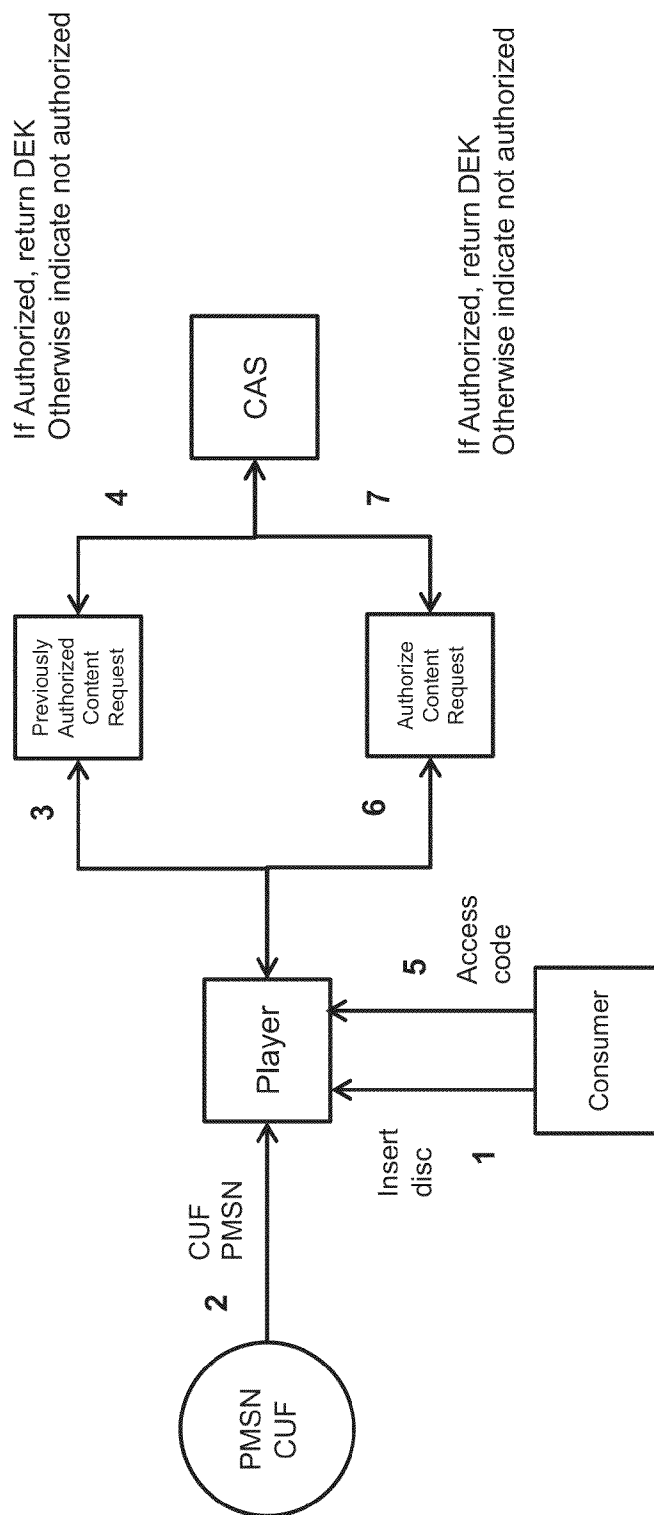 PMSN
CUF
2
CUF
PMSN
Insert
disc
1
Player
5
Access
code
Consumer
3
Previously
Authorized
Content
Request
6
Authorize
Content
Request
4
7
CAS
If Authorized, return DEK
Otherwise indicate not authorized
If Authorized, return DEK
Otherwise indicate not authorized